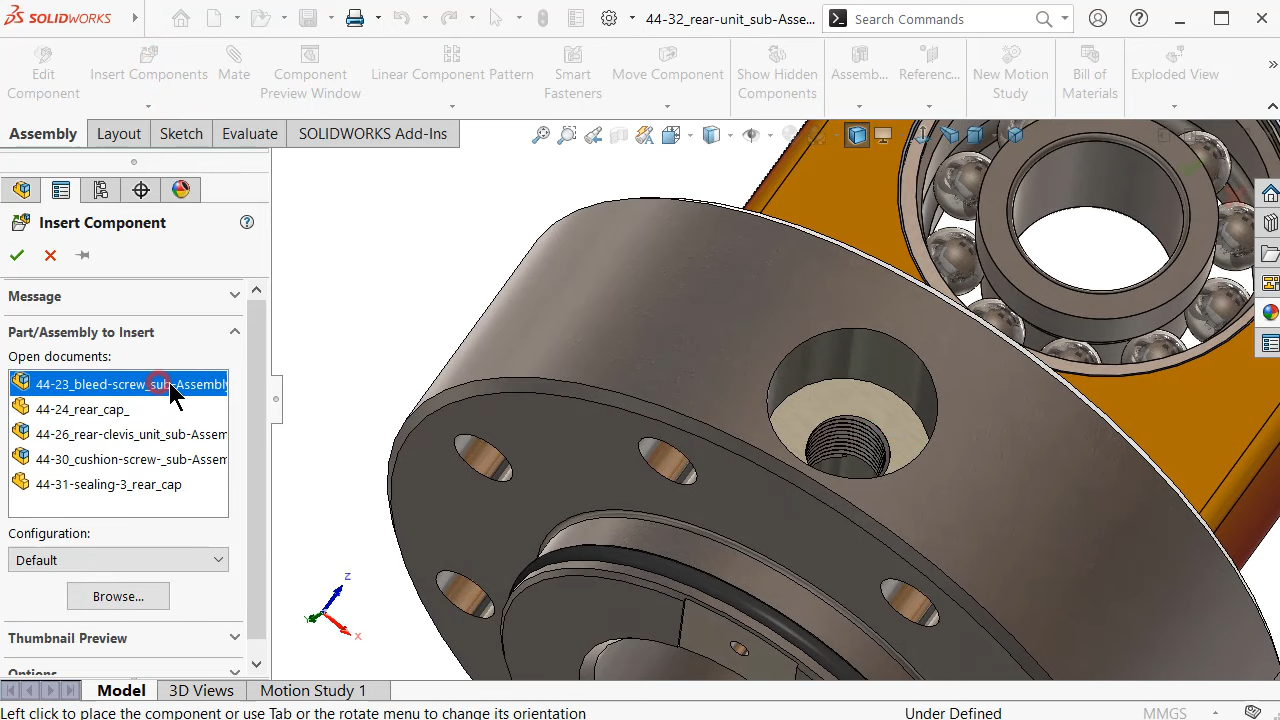 SOLIDWORKS
44-32_rear-unit_sub-Asse...
Search Commands
Edit Component
Insert Components
Mate
Component Preview Window
Linear Component Pattern
Smart Fasteners
Move Component
Show Hidden Components
Assemb...
Referenc...
New Motion Study
Bill of Materials
Exploded View
Assembly
Layout
Sketch
Evaluate
SOLIDWORKS Add-Ins
Insert Component
Message
Part/Assembly to Insert
Open documents:
44-23_bleed-screw_sub-Assembly
44-24_rear_cap_
44-26_rear-clevis_unit_sub-Assem
44-30_cushion-screw-_sub-Assem
44-31-sealing-3_rear_cap
Configuration:
Default
Browse...
Thumbnail Preview
Options
Z
X
Y
Model
3D Views
Motion Study 1
Left click to place the component or use Tab or the rotate menu to change its orientation
Under Defined
MMGS